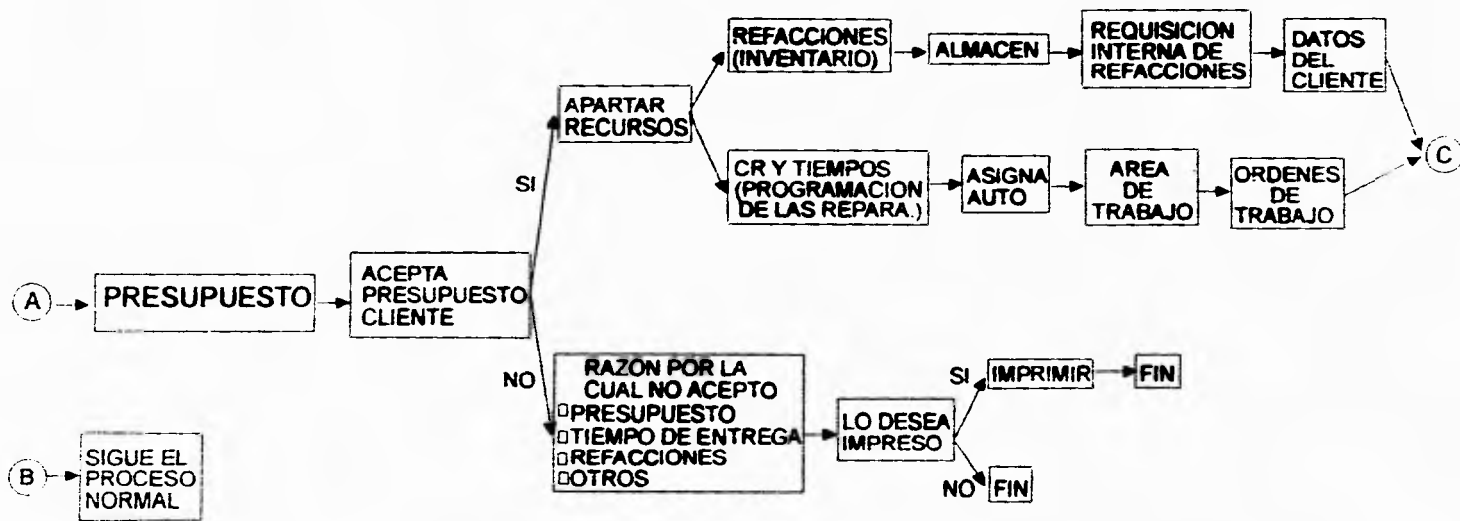 REFACCIONES
(INVENTARIO)
ALMACEN
REQUISICION
INTERNA DE
REFACCIONES
DATOS
DEL
CLIENTE
APARTAR
RECURSOS
C
SI
CR Y TIEMPOS
(PROGRAMACION
DE LAS REPARA.)
ASIGNA
AUTO
AREA
DE
TRABAJO
ORDENES
DE
TRABAJO
A
PRESUPUESTO
ACEPTA
PRESUPUESTO
CLIENTE
NO
RAZON POR LA
CUAL NO ACEPTO
▯PRESUPUESTO
▯TIEMPO DE ENTREGA
▯REFACCIONES
▯OTROS
LO DESEA
IMPRESO
SI
IMPRIMIR
FIN
NO
FIN
B
SIGUE EL
PROCESO
NORMAL